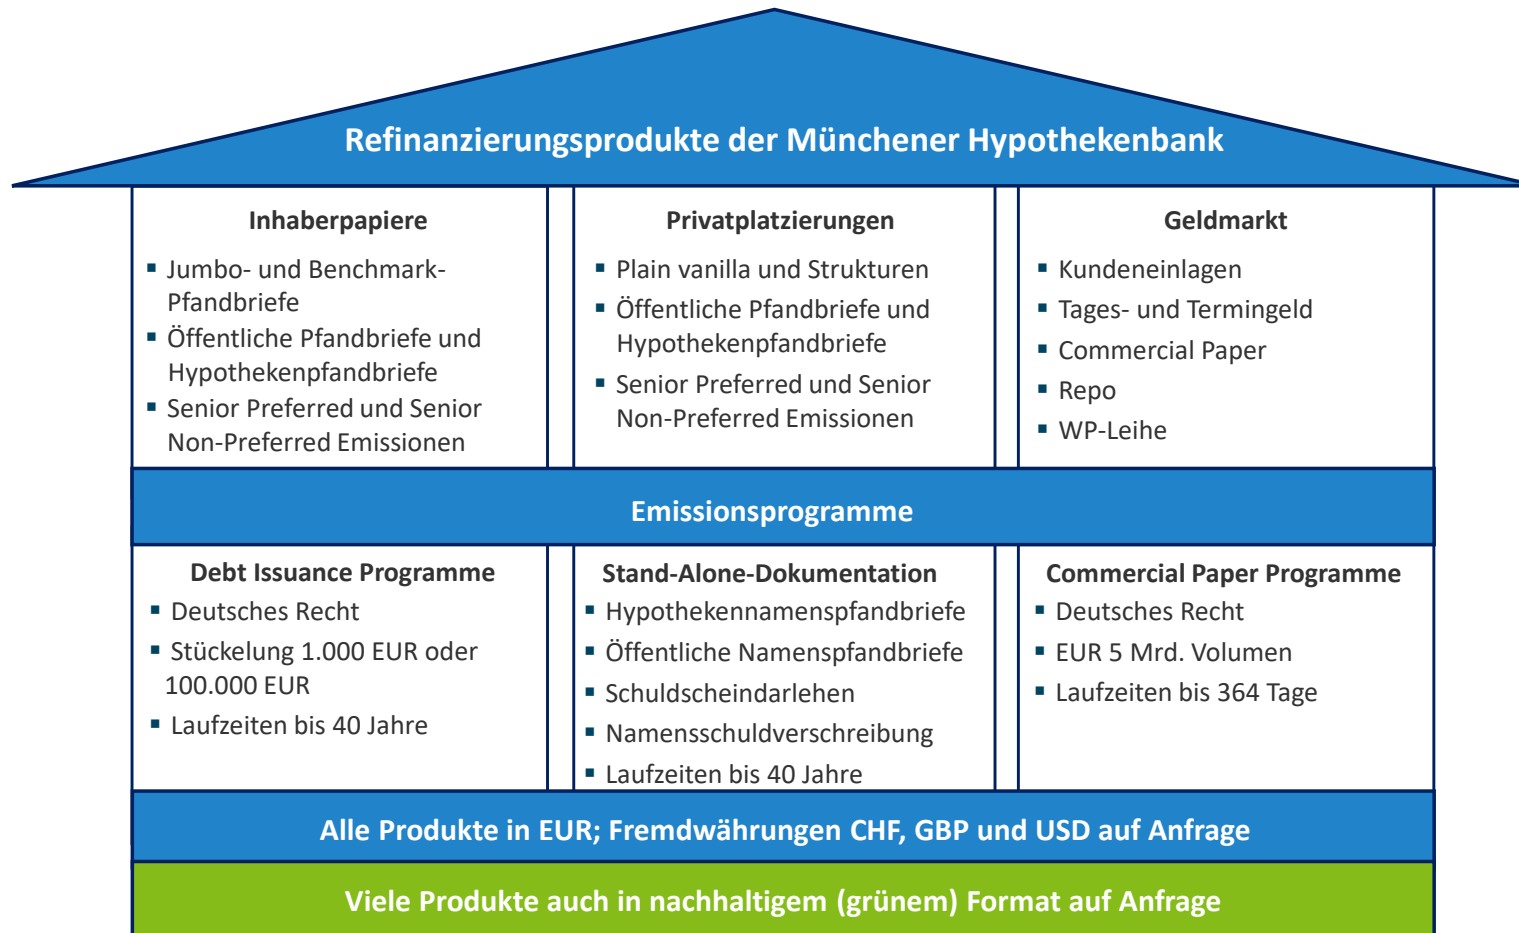 Refinanzierungsprodukte der Münchener Hypothekenbank
Inhaberpapiere
▪ Jumbo- und Benchmark-
Pfandbriefe
▪ Öffentliche Pfandbriefe und
Hypothekenpfandbriefe
▪ Senior Preferred und Senior
Non-Preferred Emissionen
Privatplatzierungen
▪ Plain vanilla und Strukturen
▪ Öffentliche Pfandbriefe und
Hypothekenpfandbriefe
▪ Senior Preferred und Senior
Non-Preferred Emissionen
Geldmarkt
▪ Kundeneinlagen
▪ Tages- und Termingeld
▪ Commercial Paper
▪ Repo
▪ WP-Leihe
Emissionsprogramme
Debt Issuance Programme
▪ Deutsches Recht
▪ Stückelung 1.000 EUR oder
100.000 EUR
▪ Laufzeiten bis 40 Jahre
Stand-Alone-Dokumentation
▪ Hypothekennamenspfandbriefe
▪ Öffentliche Namenspfandbriefe
▪ Schuldscheindarlehen
▪ Namensschuldverschreibung
▪ Laufzeiten bis 40 Jahre
Commercial Paper Programme
▪ Deutsches Recht
▪ EUR 5 Mrd. Volumen
▪ Laufzeiten bis 364 Tage
Alle Produkte in EUR; Fremdwährungen CHF, GBP und USD auf Anfrage
Viele Produkte auch in nachhaltigem (grünem) Format auf Anfrage